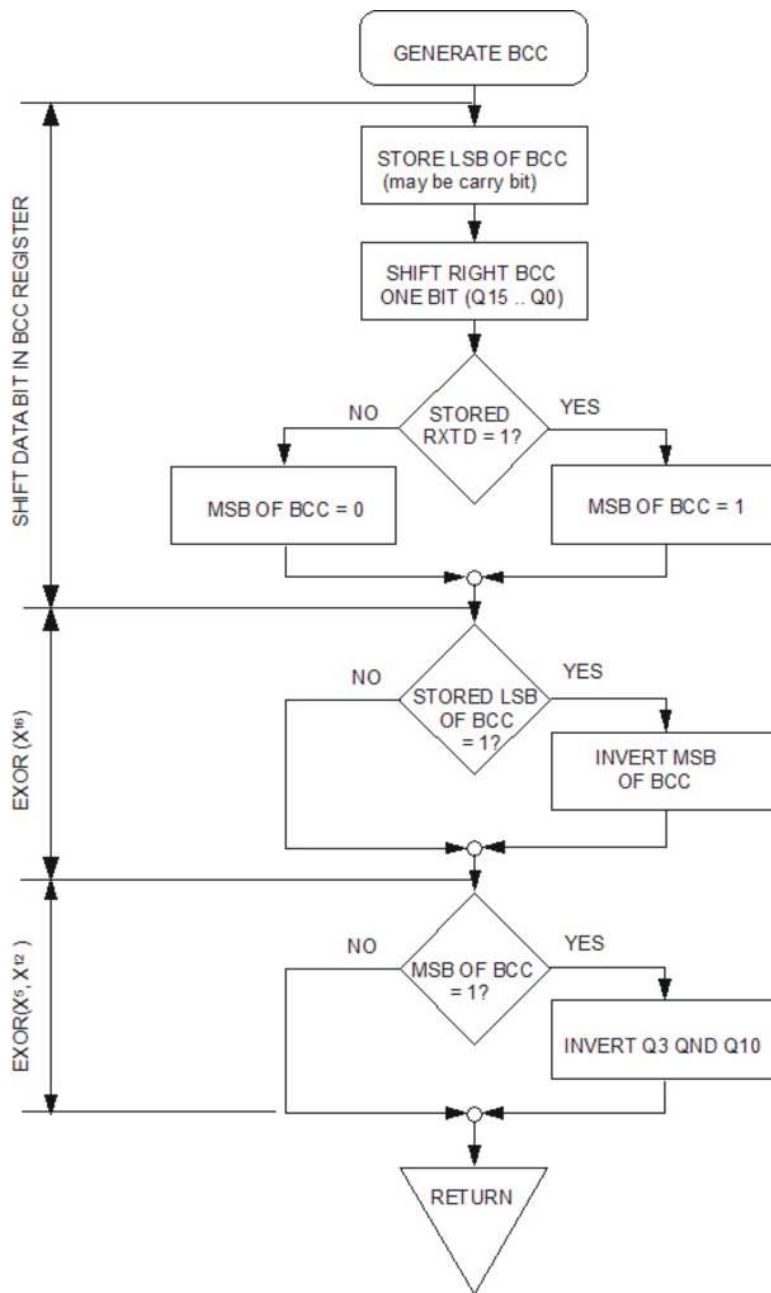 GENERATE BCC
STORE LSB OF BCC
(may be carry bit)
SHIFT RIGHT BCC
ONE BIT (Q15 .. Q0)
SHIFT DATA BIT IN BCC REGISTER
NO
STORED
RXTD = 1?
YES
MSB OF BCC = 0
MSB OF BCC = 1
EXOR (X¹⁶)
NO
STORED LSB
OF BCC
= 1?
YES
INVERT MSB
OF BCC
EXOR(X⁵, X¹²)
NO
MSB OF BCC
= 1?
YES
INVERT Q3 QND Q10
RETURN